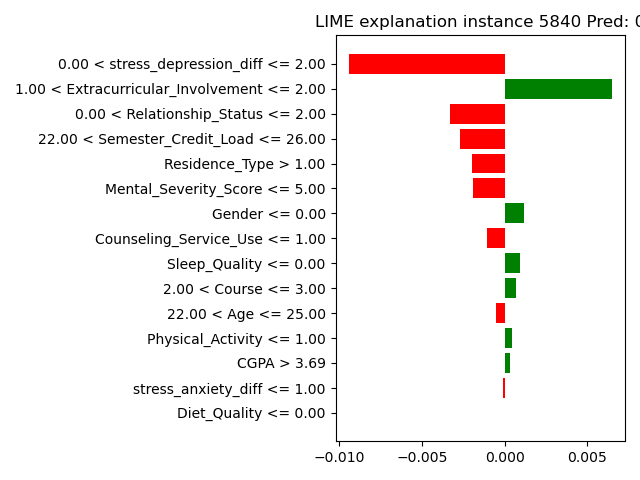 LIME explanation instance 5840 Pred: 0
0.00 < stress_depression_diff <= 2.00
1.00 < Extracurricular_Involvement <= 2.00
0.00 < Relationship_Status <= 2.00
22.00 < Semester_Credit_Load <= 26.00
Residence_Type > 1.00
Mental_Severity_Score <= 5.00
Gender <= 0.00
Counseling_Service_Use <= 1.00
Sleep_Quality <= 0.00
2.00 < Course <= 3.00
22.00 < Age <= 25.00
Physical_Activity <= 1.00
CGPA > 3.69
stress_anxiety_diff <= 1.00
Diet_Quality <= 0.00
−0.010 −0.005 0.000 0.005